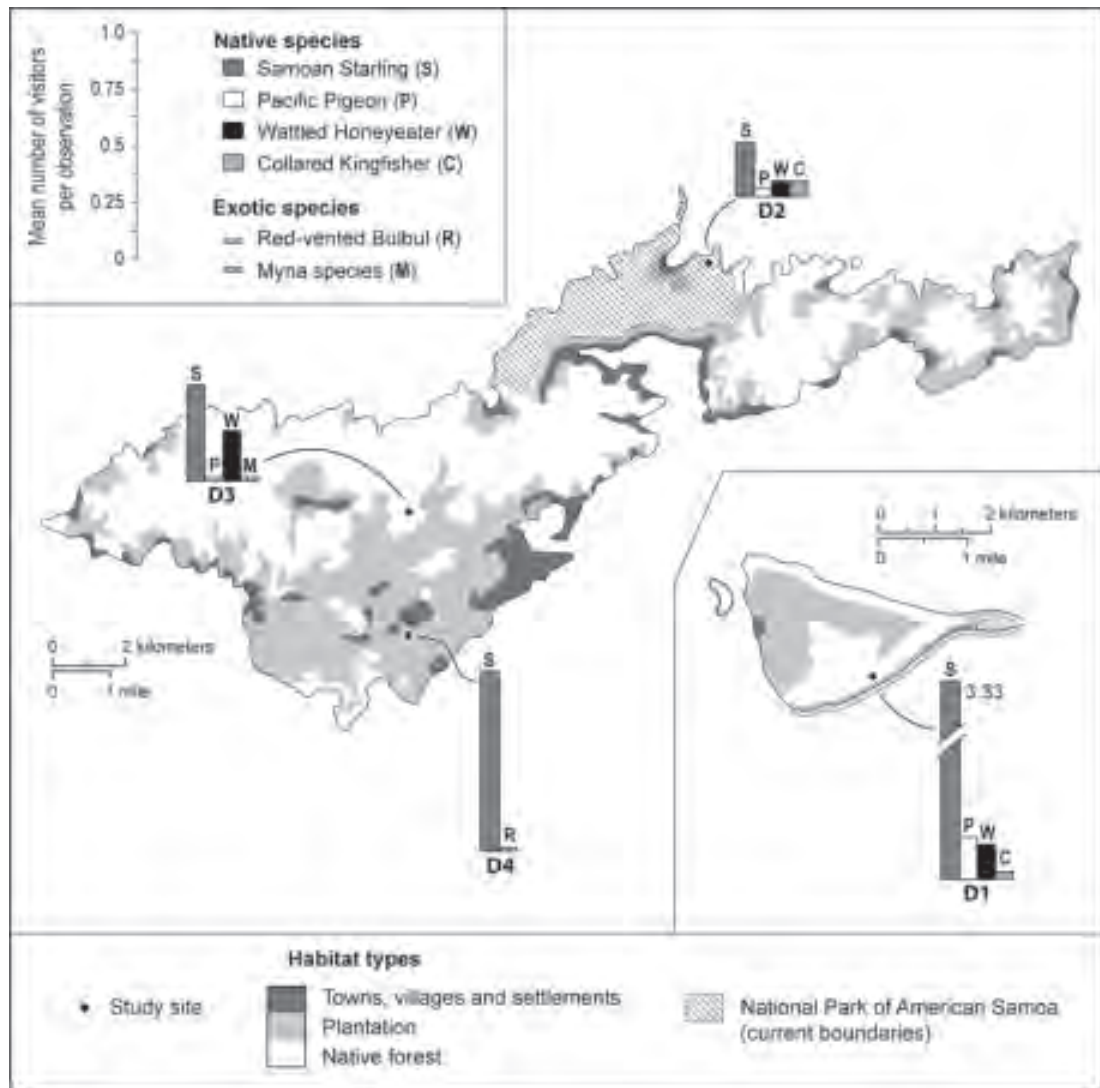 Mean number of visitors
per observation
1.0
0.75
0.5
0.25
0
Native species
Samoan Starling (S)
Pacific Pigeon (P)
Wattled Honeyeater (W)
Collared Kingfisher (C)
Exotic species
Red-vented Bulbul (R)
Myna species (M)
S
P W C
D2
S
W
P M
D3
0 2 kilometers
0 1 mile
0 1 2 kilometers
0 1 mile
S
R
D4
S
3.33
P
W
C
D1
Habitat types
Study site
Towns, villages and settlements
Plantation
Native forest
National Park of American Samoa
(current boundaries)